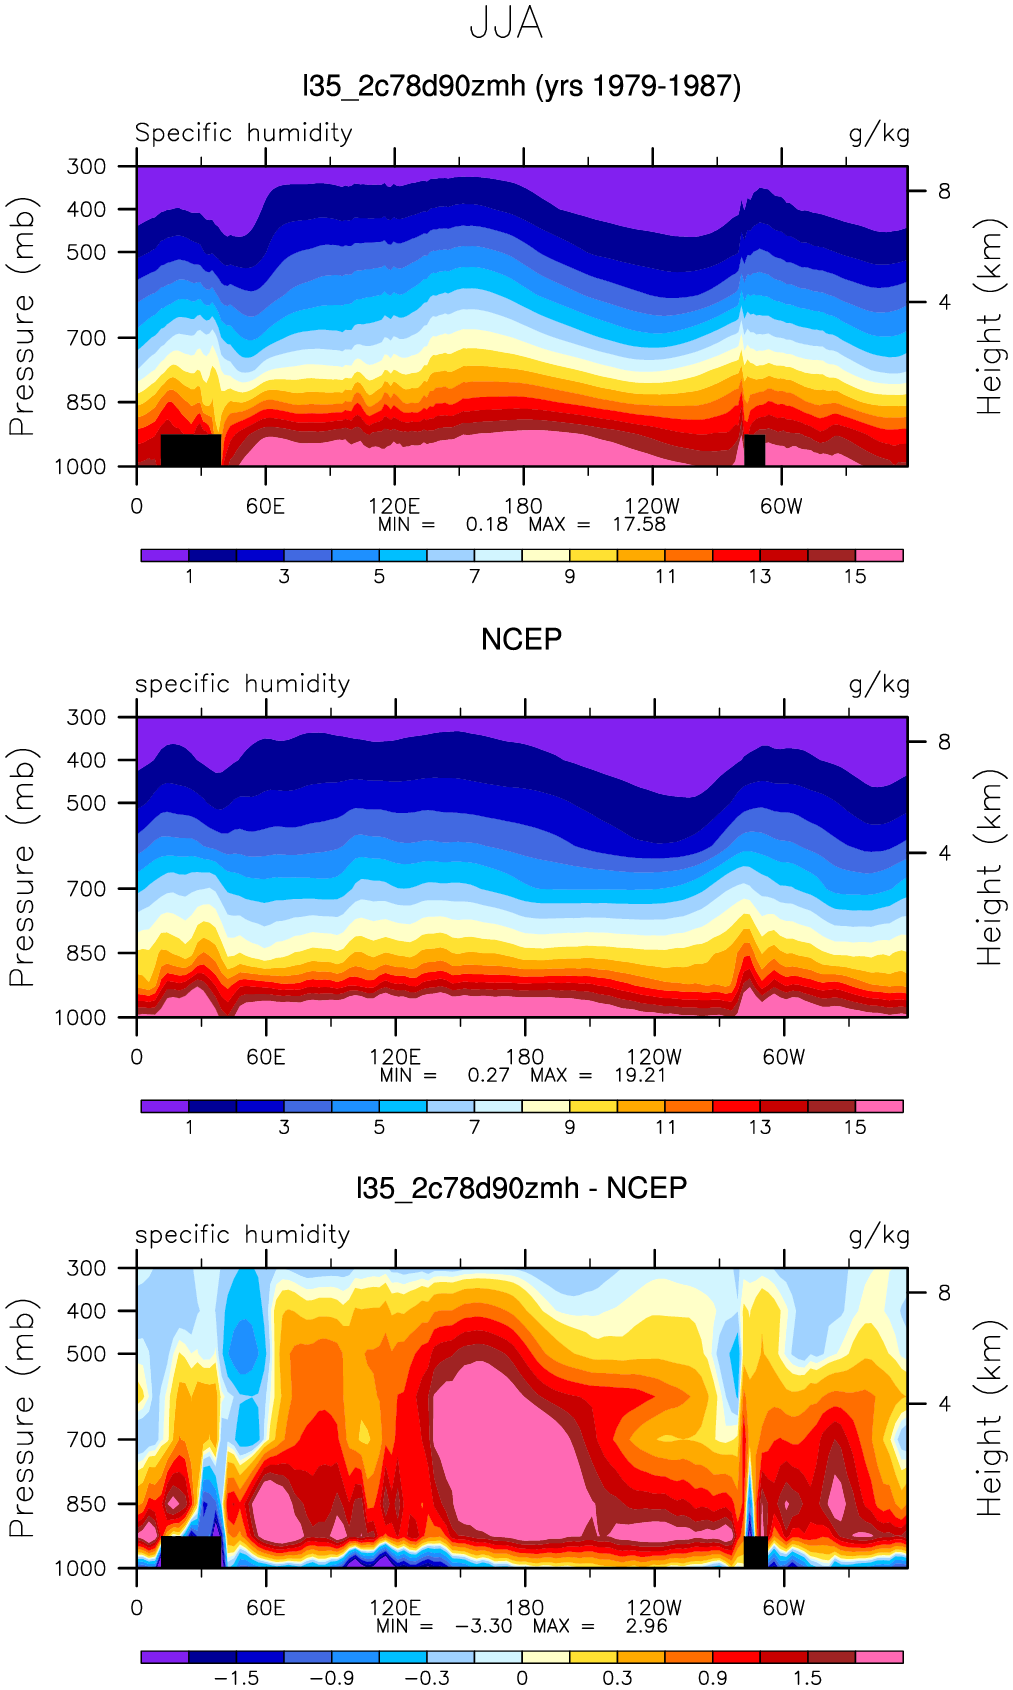 JJA
l35_2c78d90zmh (yrs 1979-1987)
Specific humidity g/kg
Pressure (mb)
300
400
500
700
850
1000
8
4
Height (km)
0 60E 120E 180 120W 60W
MIN = 0.18 MAX = 17.58
1 3 5 7 9 11 13 15
NCEP
specific humidity g/kg
Pressure (mb)
300
400
500
700
850
1000
8
4
Height (km)
0 60E 120E 180 120W 60W
MIN = 0.27 MAX = 19.21
1 3 5 7 9 11 13 15
l35_2c78d90zmh - NCEP
specific humidity g/kg
Pressure (mb)
300
400
500
700
850
1000
8
4
Height (km)
0 60E 120E 180 120W 60W
MIN = −3.30 MAX = 2.96
−1.5 −0.9 −0.3 0 0.3 0.9 1.5